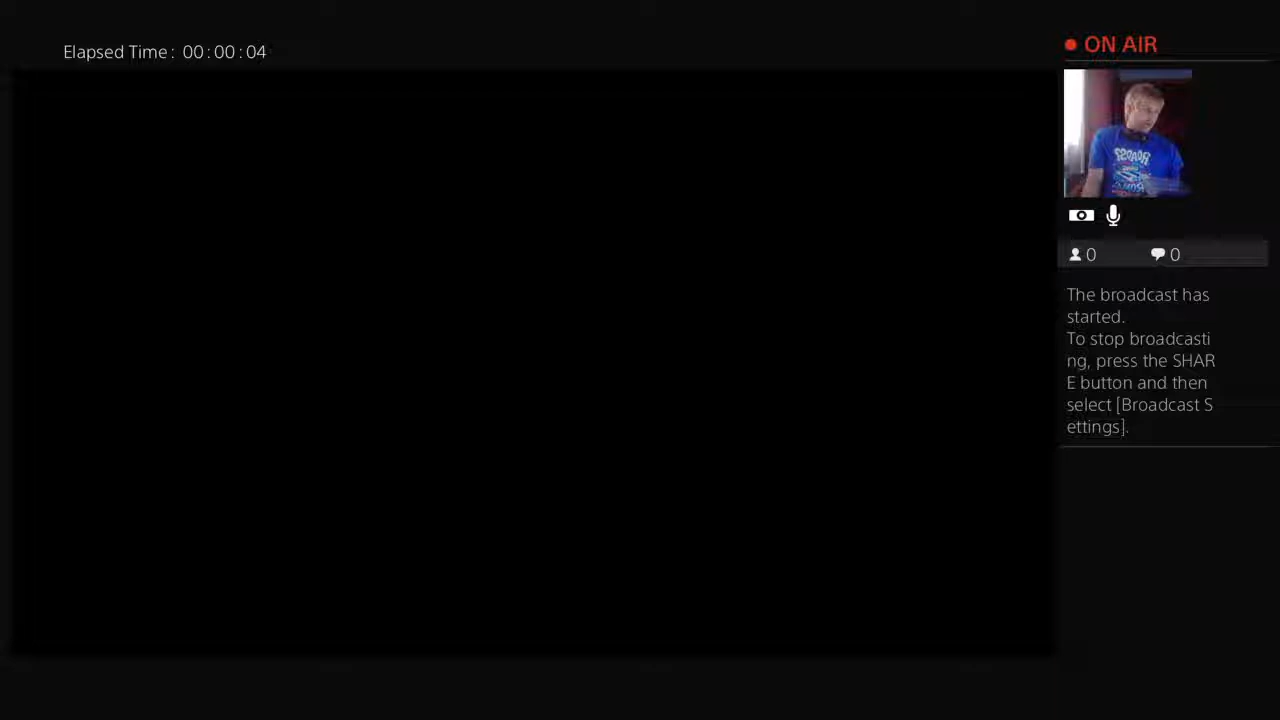 Elapsed Time: 00:00:04
ON AIR
0 0
The broadcast has
started.
To stop broadcasti
ng, press the SHAR
E button and then
select [Broadcast S
ettings].